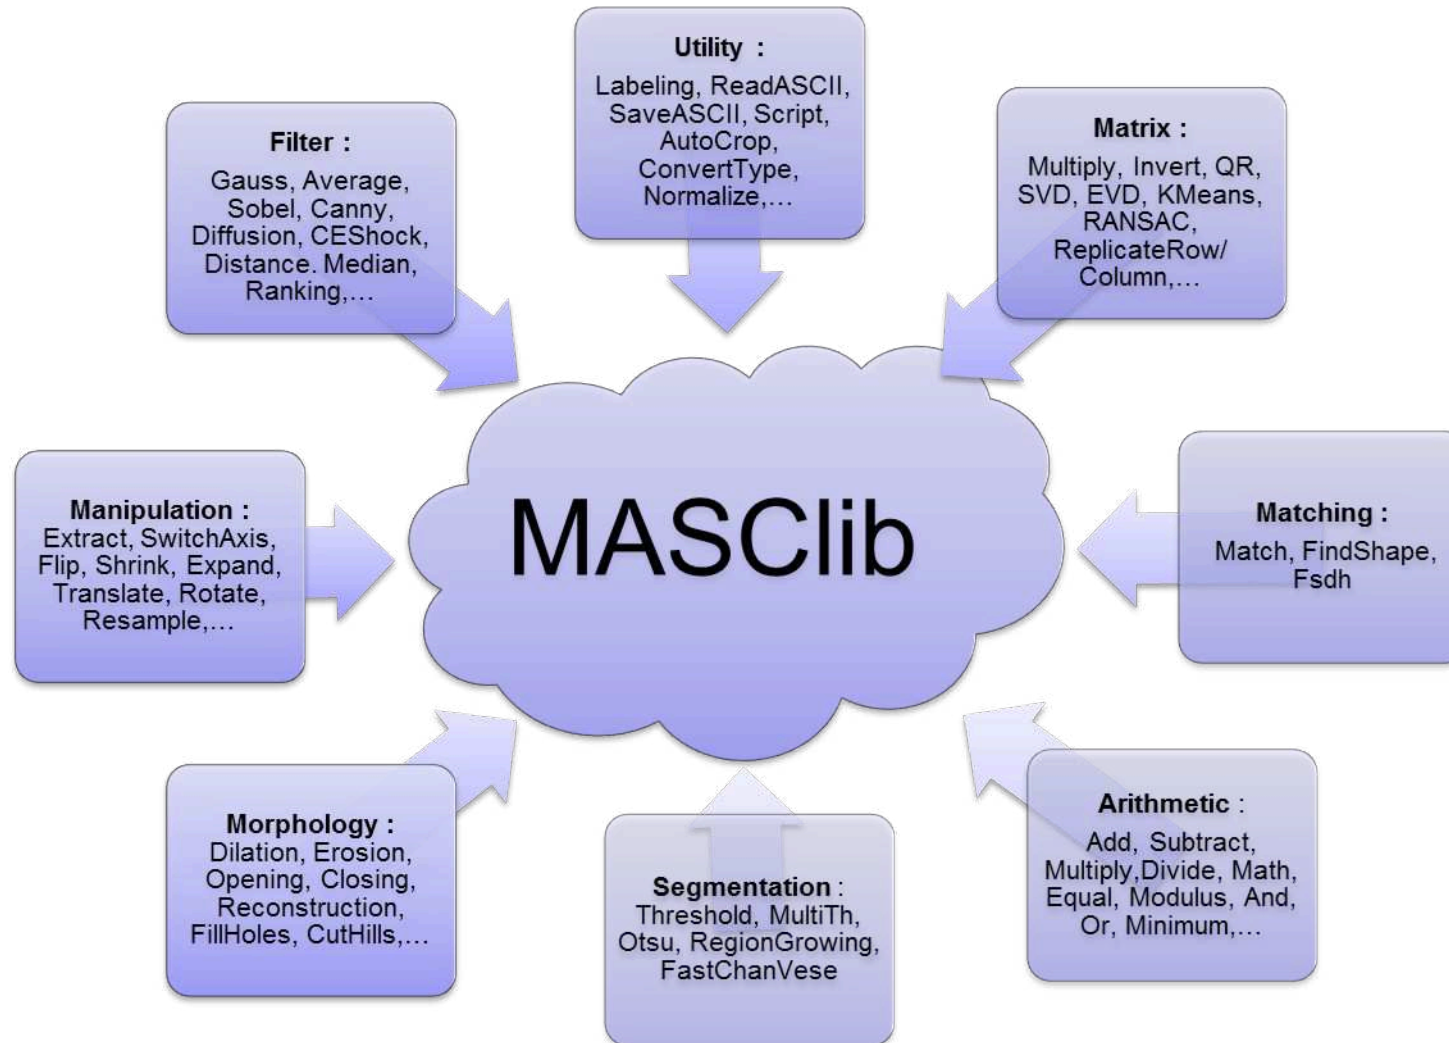 Utility :
Labeling, ReadASCII,
SaveASCII, Script,
AutoCrop,
ConvertType,
Normalize,…
Filter :
Gauss, Average,
Sobel, Canny,
Diffusion, CEShock,
Distance. Median,
Ranking,…
Matrix :
Multiply, Invert, QR,
SVD, EVD, KMeans,
RANSAC,
ReplicateRow/
Column,…
Manipulation :
Extract, SwitchAxis,
Flip, Shrink, Expand,
Translate, Rotate,
Resample,…
MASClib
Matching :
Match, FindShape,
Fsdh
Morphology :
Dilation, Erosion,
Opening, Closing,
Reconstruction,
FillHoles, CutHills,…
Segmentation :
Threshold, MultiTh,
Otsu, RegionGrowing,
FastChanVese
Arithmetic :
Add, Subtract,
Multiply,Divide, Math,
Equal, Modulus, And,
Or, Minimum,…